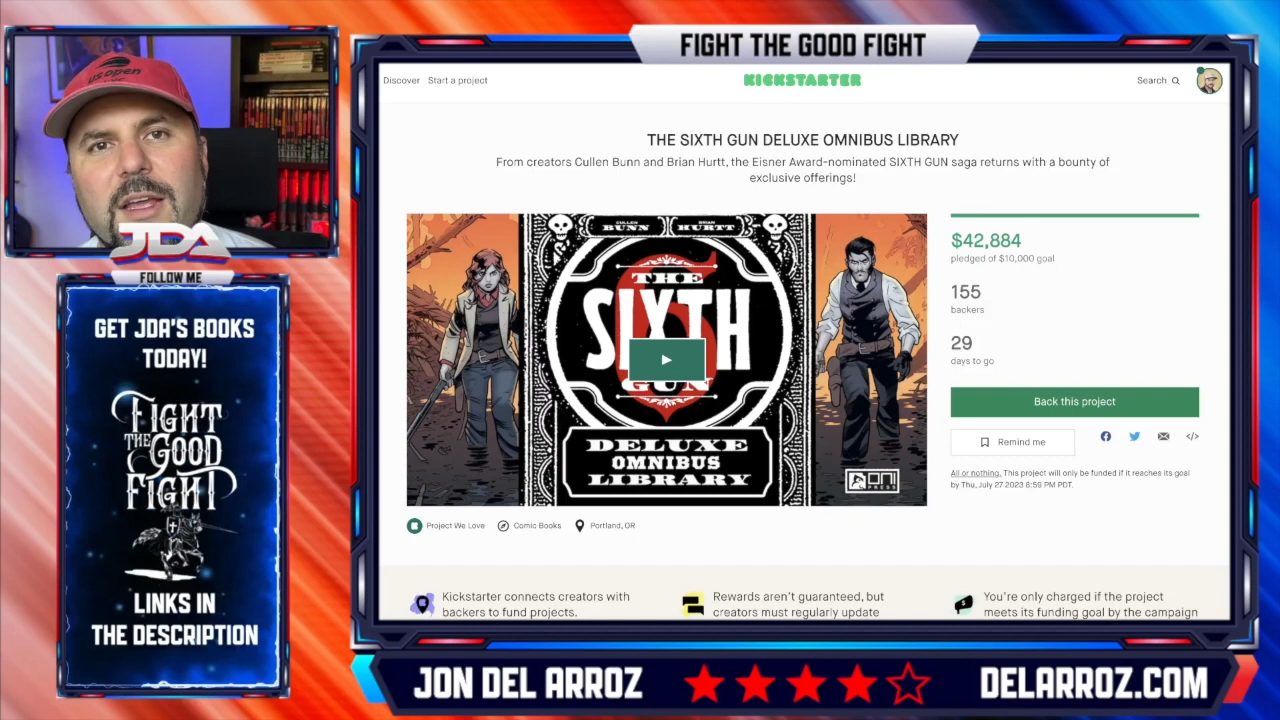 FIGHT THE GOOD FIGHT
us open
JDA
FOLLOW ME
GET JDA'S BOOKS
TODAY!
FIGHT
THE
GOOD
FIGHT
LINKS IN
THE DESCRIPTION
Discover Start a project
KICKSTARTER
Search
THE SIXTH GUN DELUXE OMNIBUS LIBRARY
From creators Cullen Bunn and Brian Hurtt, the Eisner Award-nominated SIXTH GUN saga returns with a bounty of
exclusive offerings!
CULLEN BUNN BRIAN HURTT
THE
SIXTH
GUN
DELUXE
OMNIBUS
LIBRARY
ONI
PRESS
$42,884
pledged of $10,000 goal
155
backers
29
days to go
Back this project
Remind me
All or nothing. This project will only be funded if it reaches its goal
by Thu, July 27 2023 8:59 PM PDT.
Project We Love Comic Books Portland, OR
Kickstarter connects creators with
backers to fund projects.
Rewards aren't guaranteed, but
creators must regularly update
You're only charged if the project
meets its funding goal by the campaign
JON DEL ARROZ
DELARROZ.COM